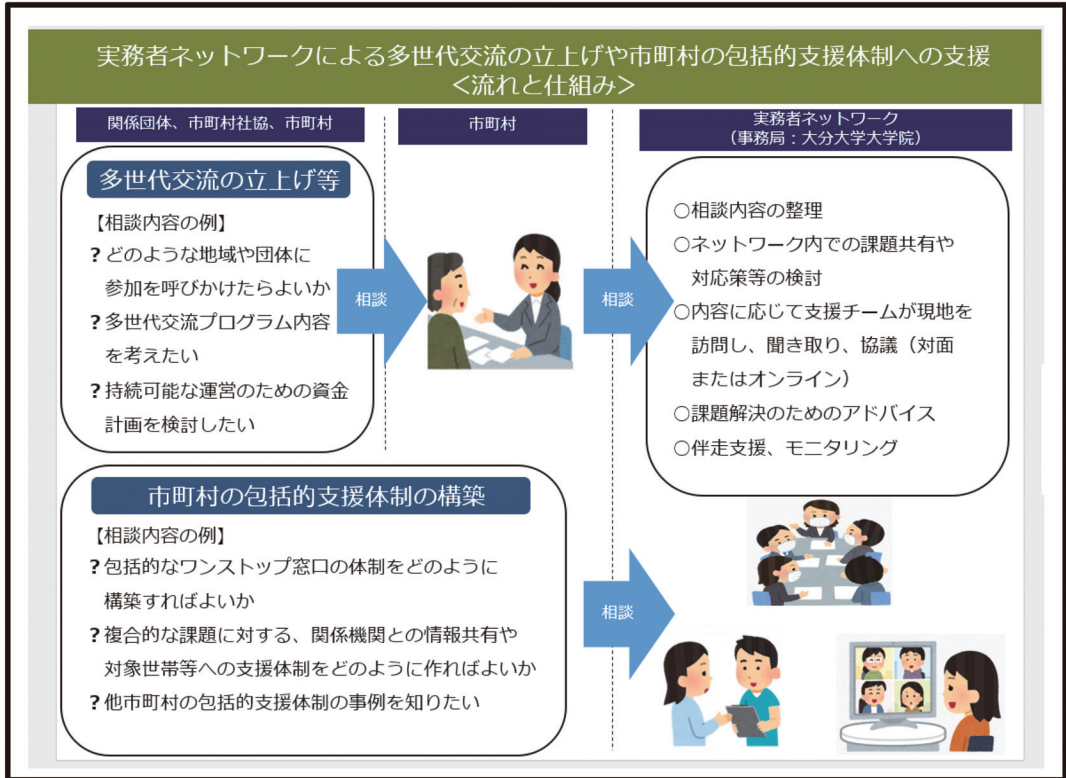 実務者ネットワークによる多世代交流の立上げや市町村の包括的支援体制への支援
<流れと仕組み>
関係団体、市町村社協、市町村
市町村
実務者ネットワーク
（事務局：大分大学大学院）
多世代交流の立上げ等
【相談内容の例】
?どのような地域や団体に
参加を呼びかけたらよいか
?多世代交流プログラム内容
を考えたい
?持続可能な運営のための資金
計画を検討したい
相談
相談
○相談内容の整理
○ネットワーク内での課題共有や
対応策等の検討
○内容に応じて支援チームが現地を
訪問し、聞き取り、協議（対面
またはオンライン）
○課題解決のためのアドバイス
○伴走支援、モニタリング
市町村の包括的支援体制の構築
【相談内容の例】
?包括的なワンストップ窓口の体制をどのように
構築すればよいか
?複合的な課題に対する、関係機関との情報共有や
対象世帯等への支援体制をどのように作ればよいか
?他市町村の包括的支援体制の事例を知りたい
相談